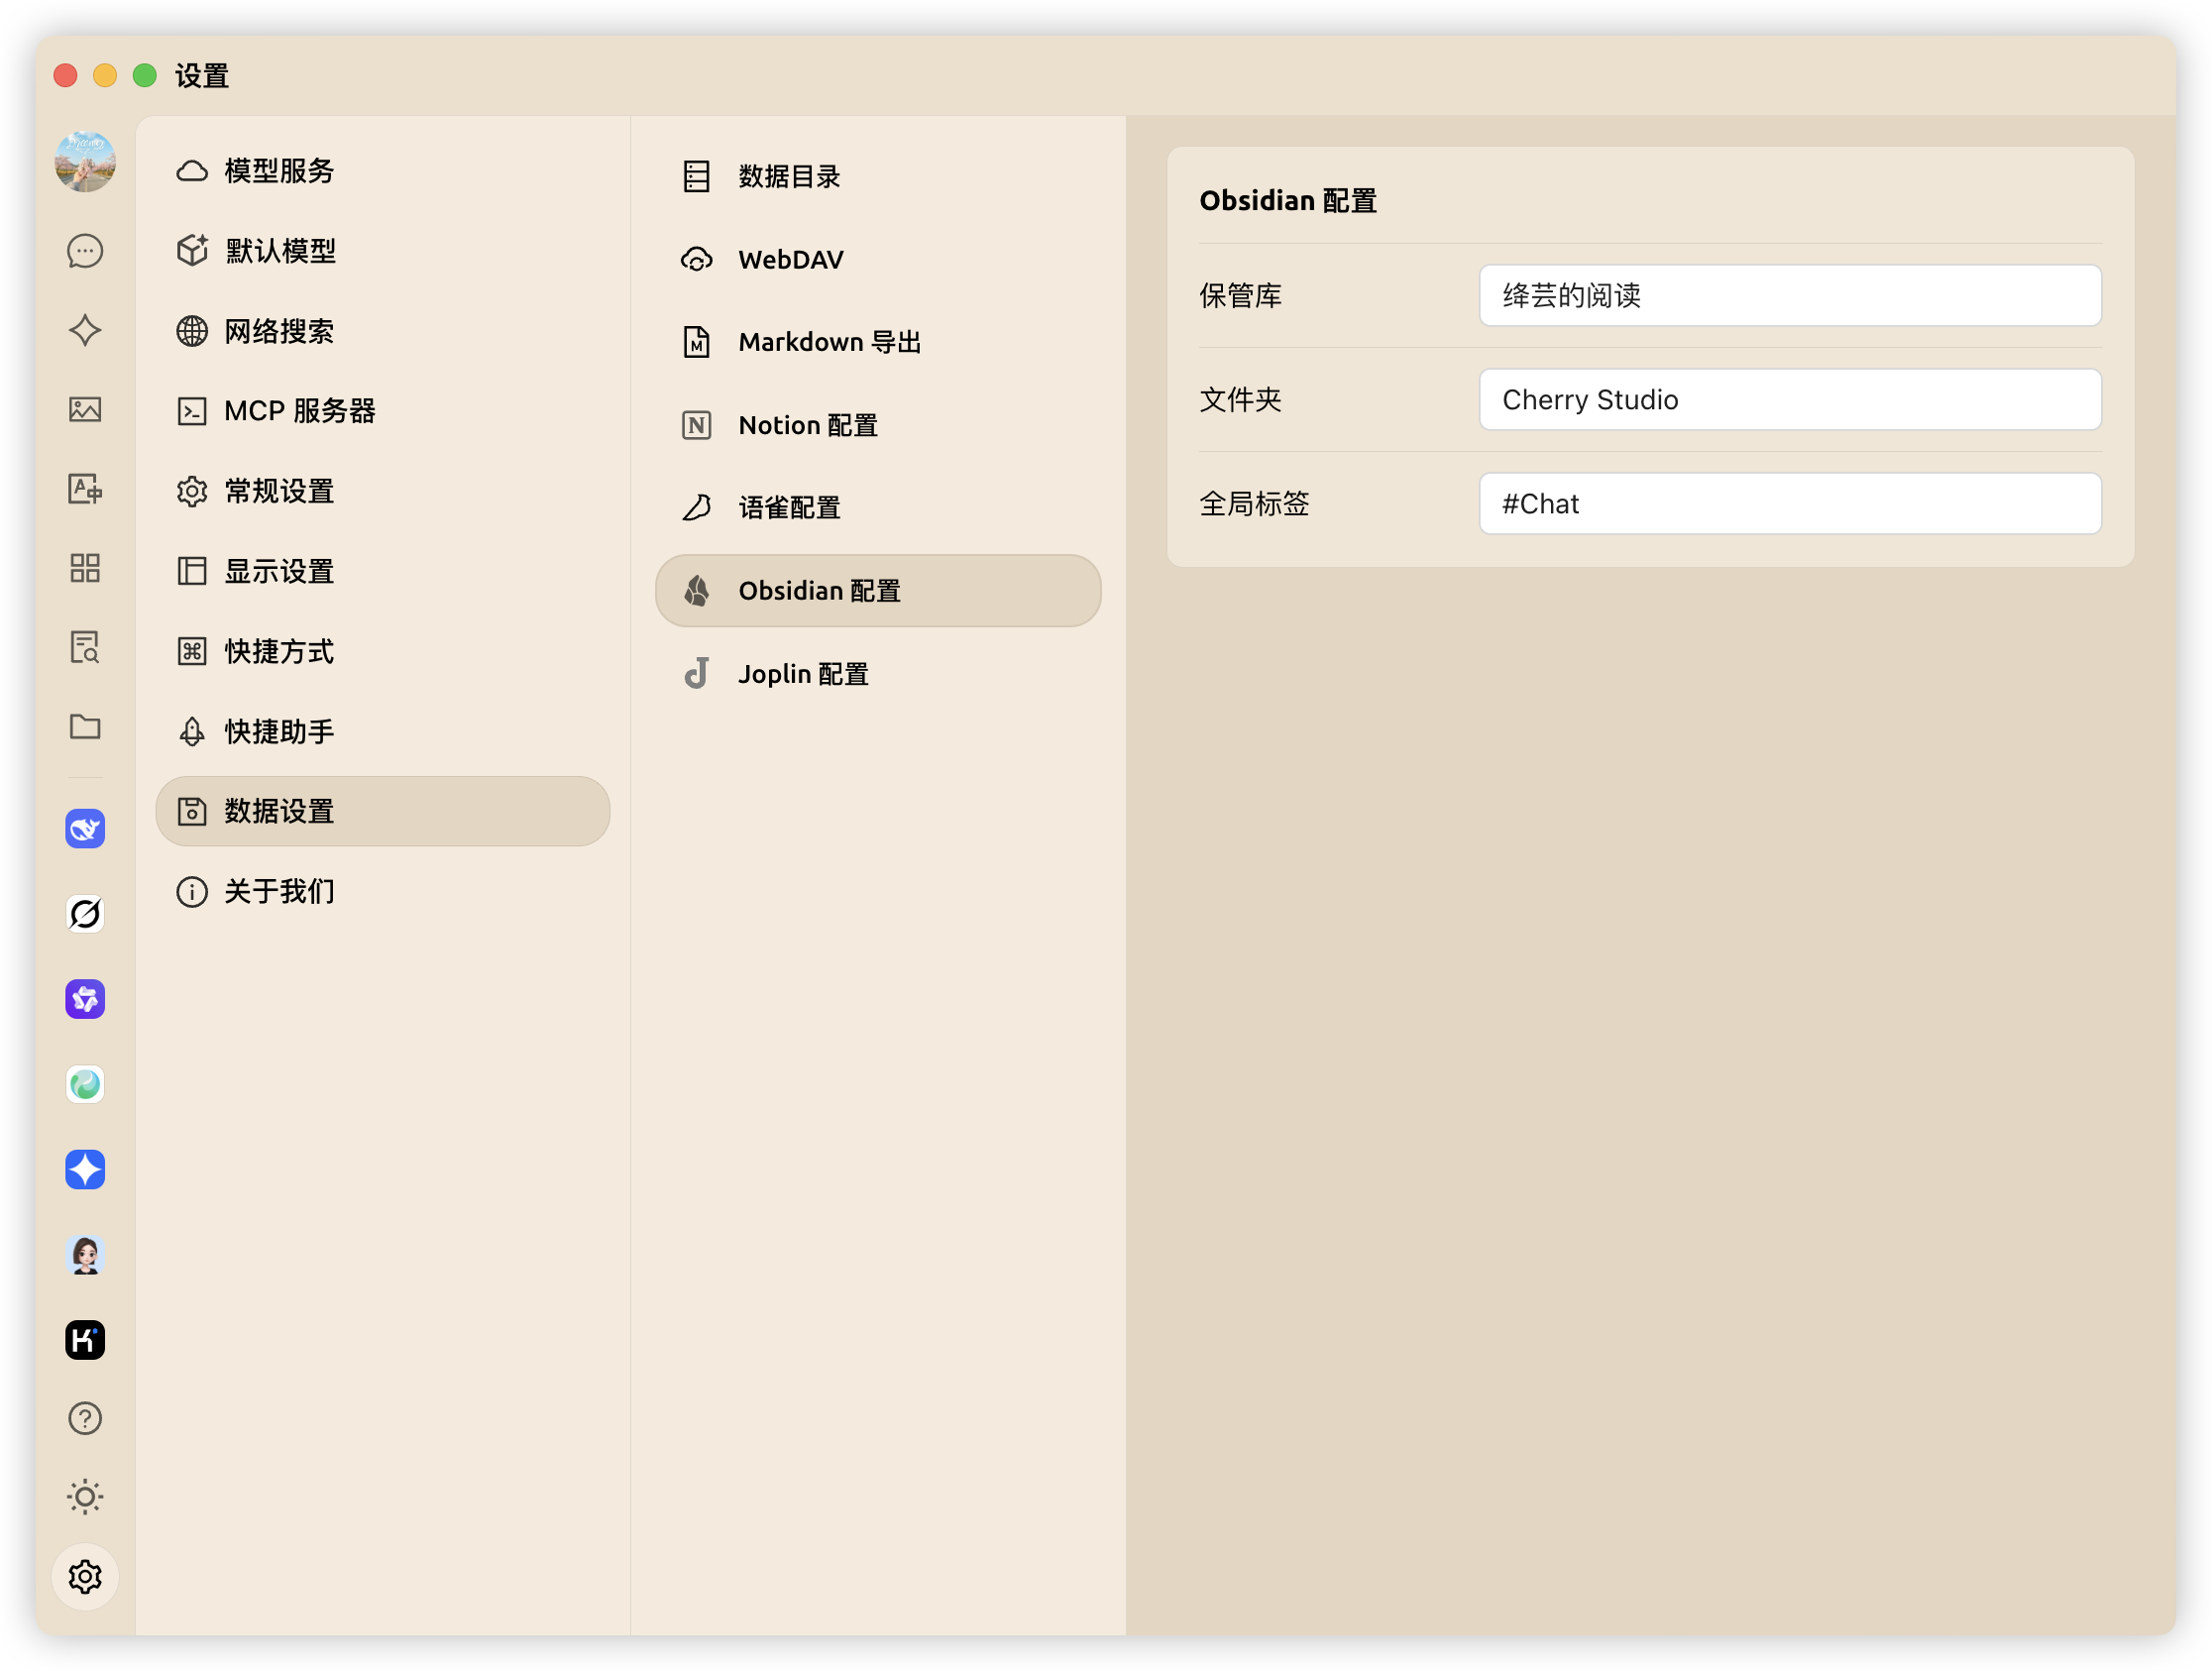 设置
模型服务
默认模型
网络搜索
MCP 服务器
常规设置
显示设置
快捷方式
快捷助手
数据设置
关于我们
数据目录
WebDAV
Markdown 导出
Notion 配置
语雀配置
Obsidian 配置
Joplin 配置
Obsidian 配置
保管库
绛芸的阅读
文件夹
Cherry Studio
全局标签
#Chat